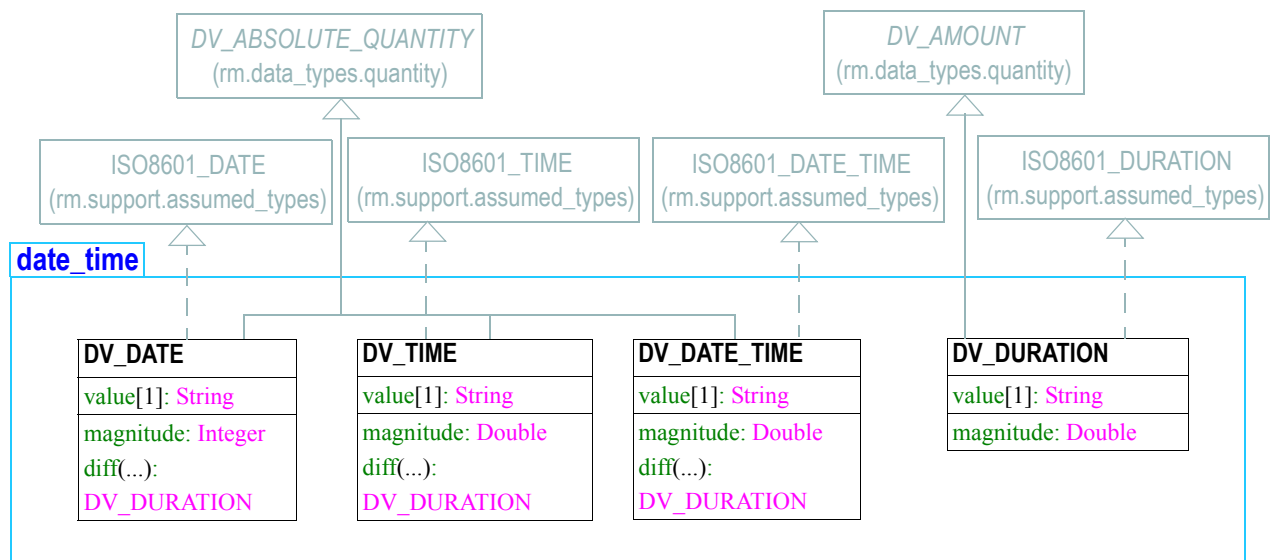 DV_ABSOLUTE_QUANTITY
(rm.data_types.quantity)
DV_AMOUNT
(rm.data_types.quantity)
ISO8601_DATE
(rm.support.assumed_types)
ISO8601_TIME
(rm.support.assumed_types)
ISO8601_DATE_TIME
(rm.support.assumed_types)
ISO8601_DURATION
(rm.support.assumed_types)
date_time
DV_DATE
value[1]: String
magnitude: Integer
diff(...):
DV_DURATION
DV_TIME
value[1]: String
magnitude: Double
diff(...):
DV_DURATION
DV_DATE_TIME
value[1]: String
magnitude: Double
diff(...):
DV_DURATION
DV_DURATION
value[1]: String
magnitude: Double